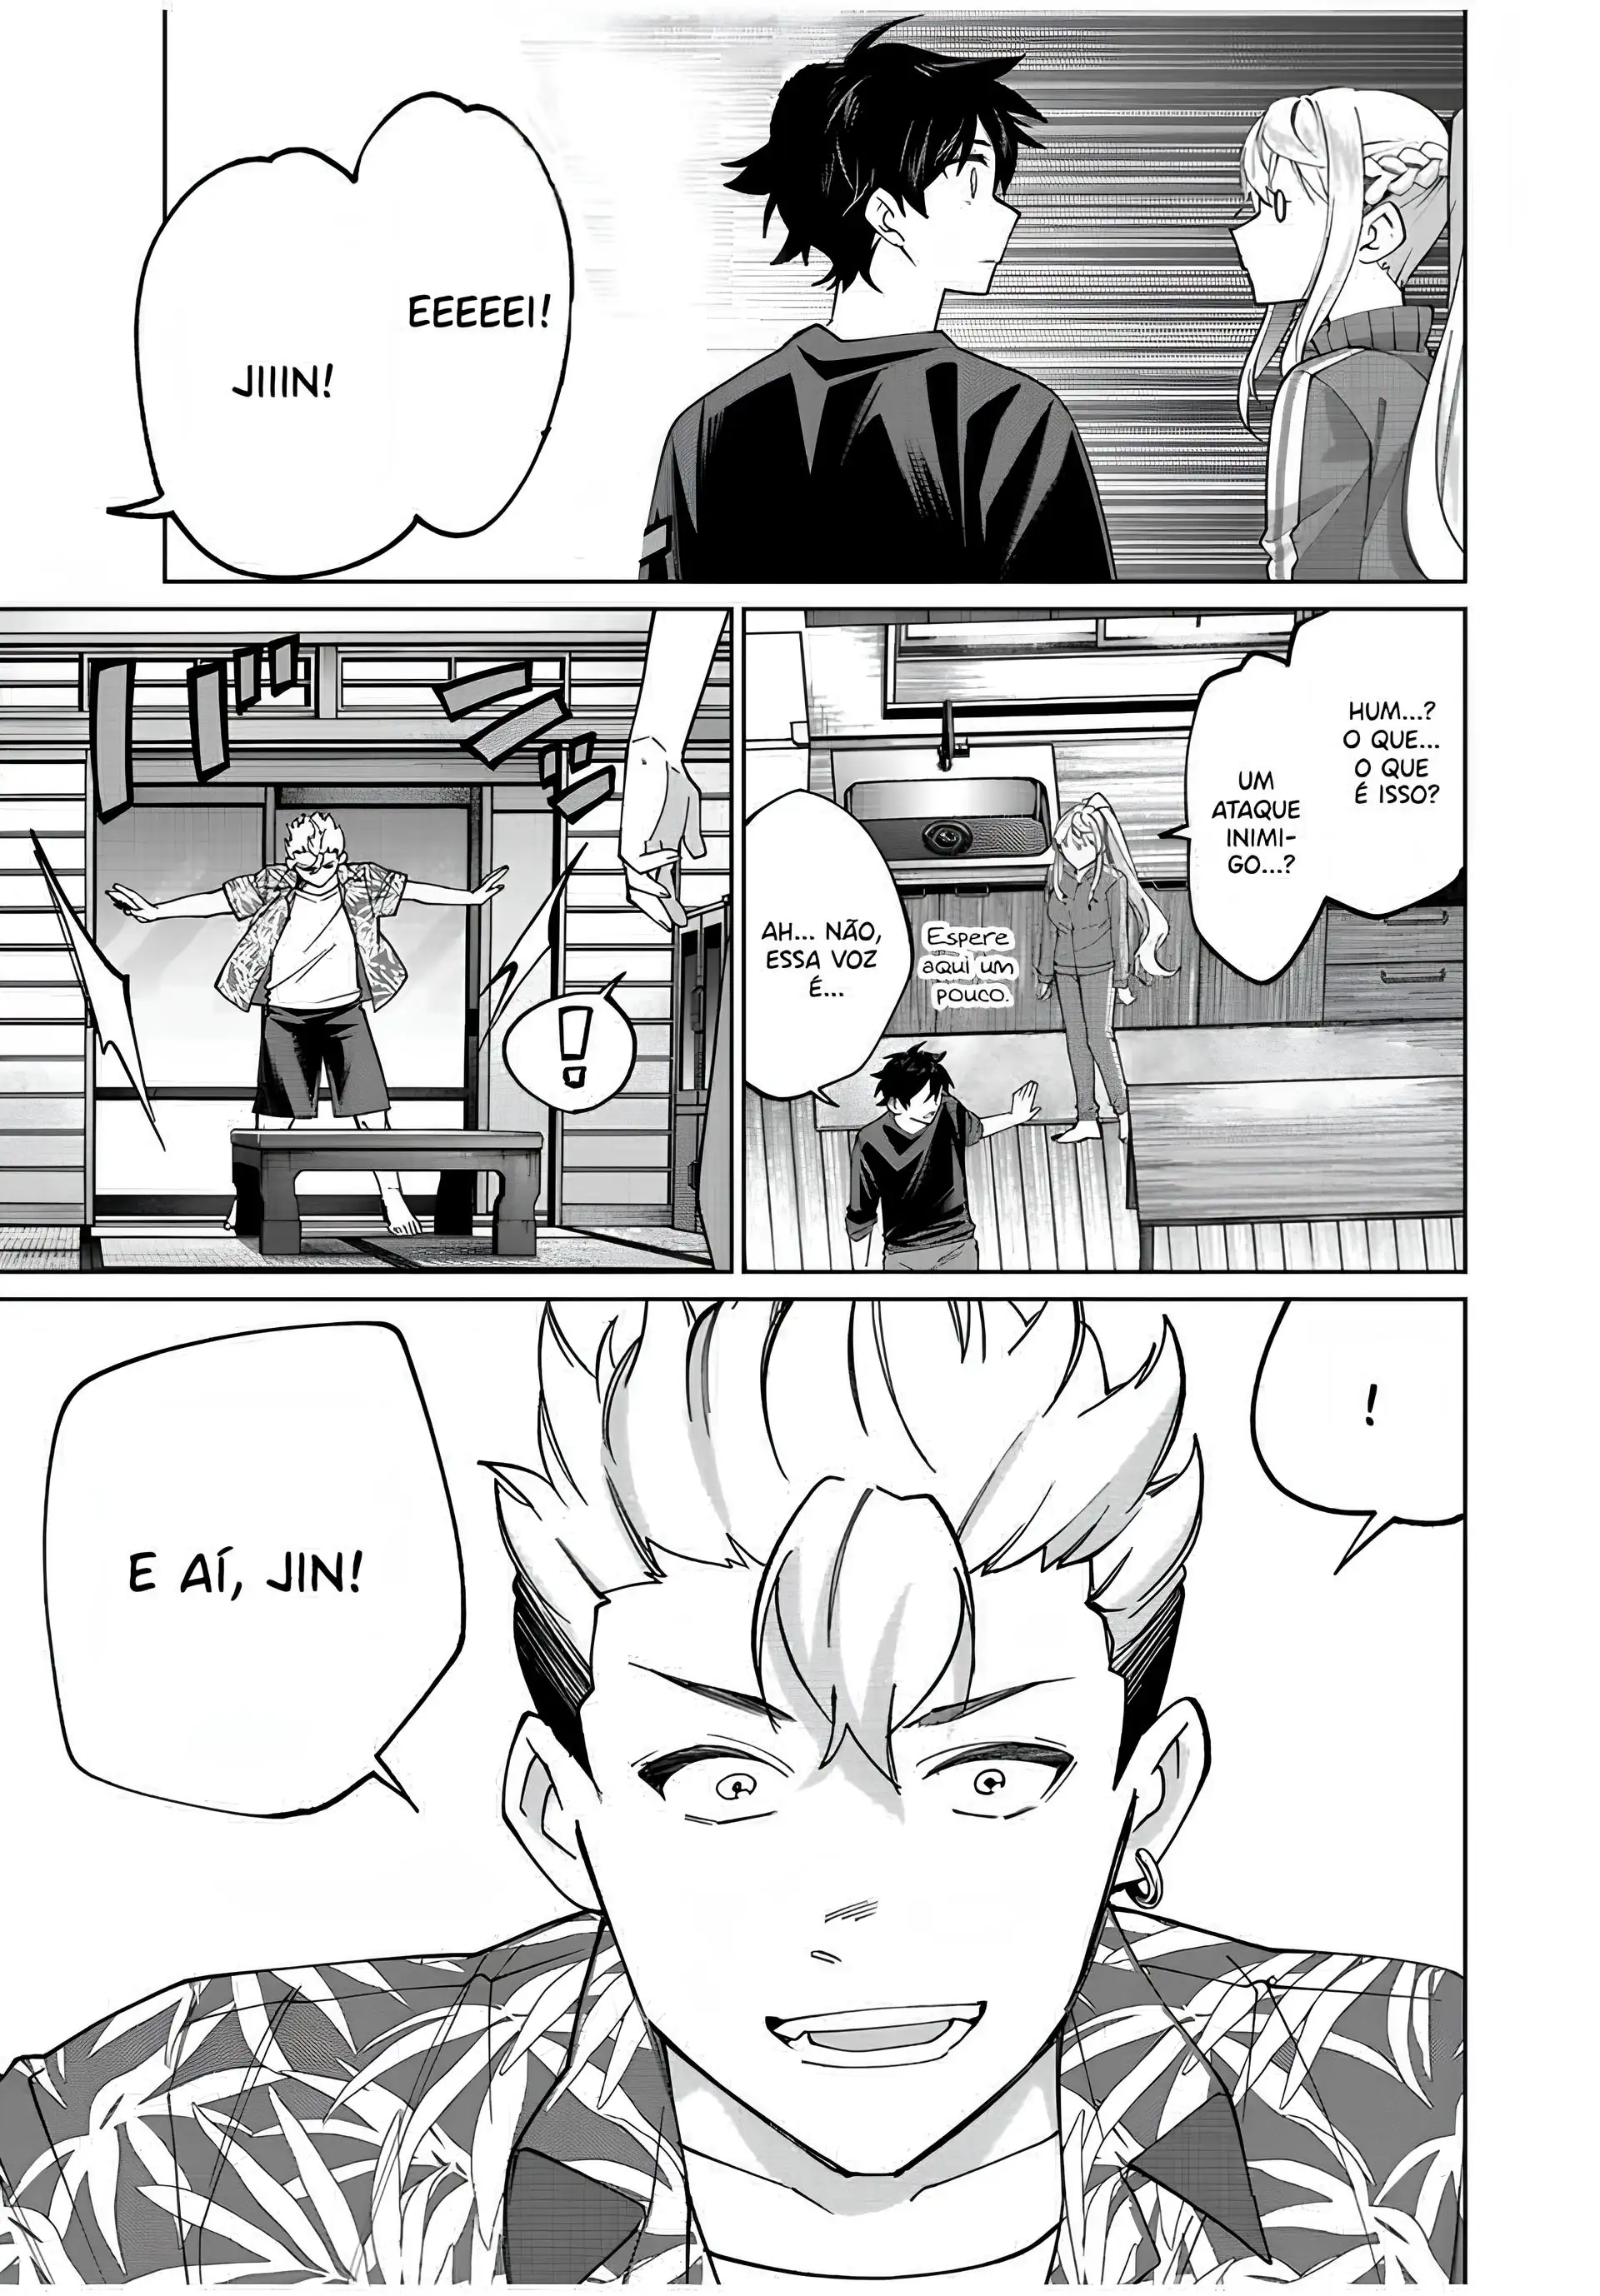 EEEEEI!
JIIIN!
HUM...?
O QUE...
O QUE
É ISSO?
UM
ATAQUE
INIMI-
GO...?
Espere
aqui um
pouco.
AH... NÃO,
ESSA VOZ
É...
!
!
E AÍ, JIN!